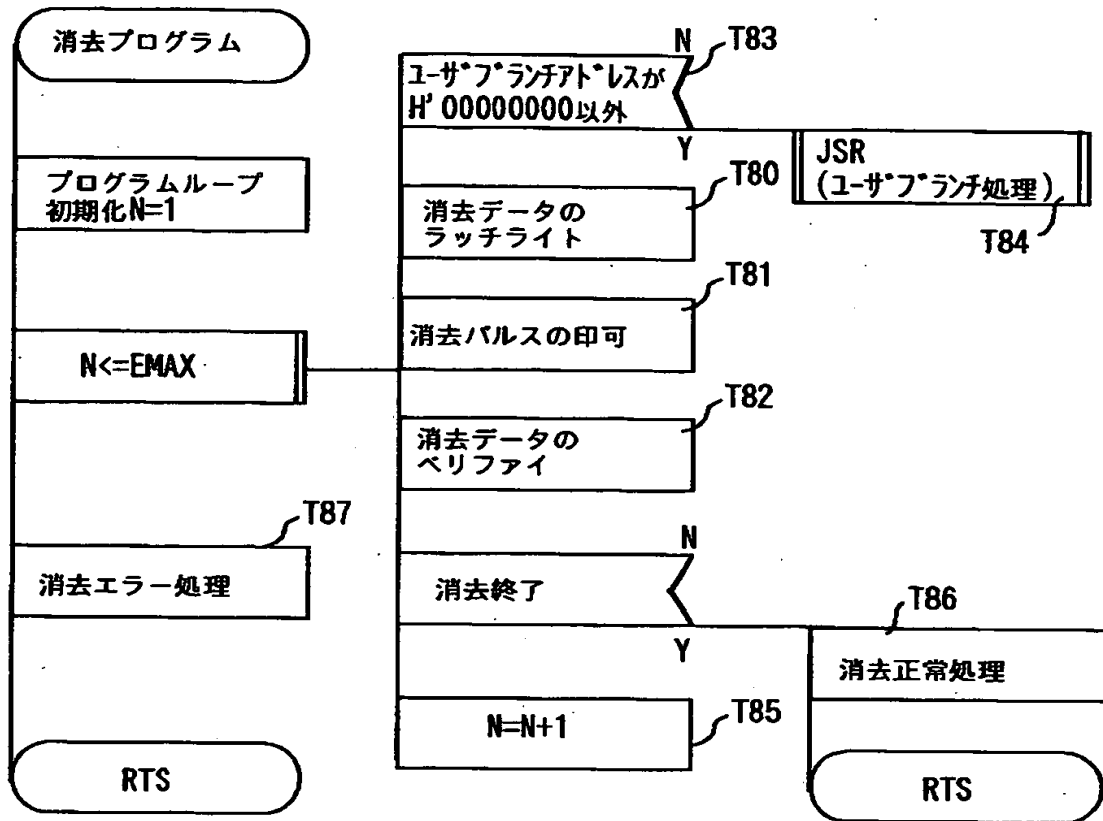 消去プログラム
プログラムループ
初期化N=1
N<=EMAX
T87
消去エラー処理
RTS
N
T83
ユーザブランチアドレスが
H' 00000000以外
Y
JSR
(ユーザブランチ処理)
T84
T80
消去データの
ラッチライト
T81
消去パルスの印可
T82
消去データの
ベリファイ
N
消去終了
Y
T86
消去正常処理
N=N+1
T85
RTS